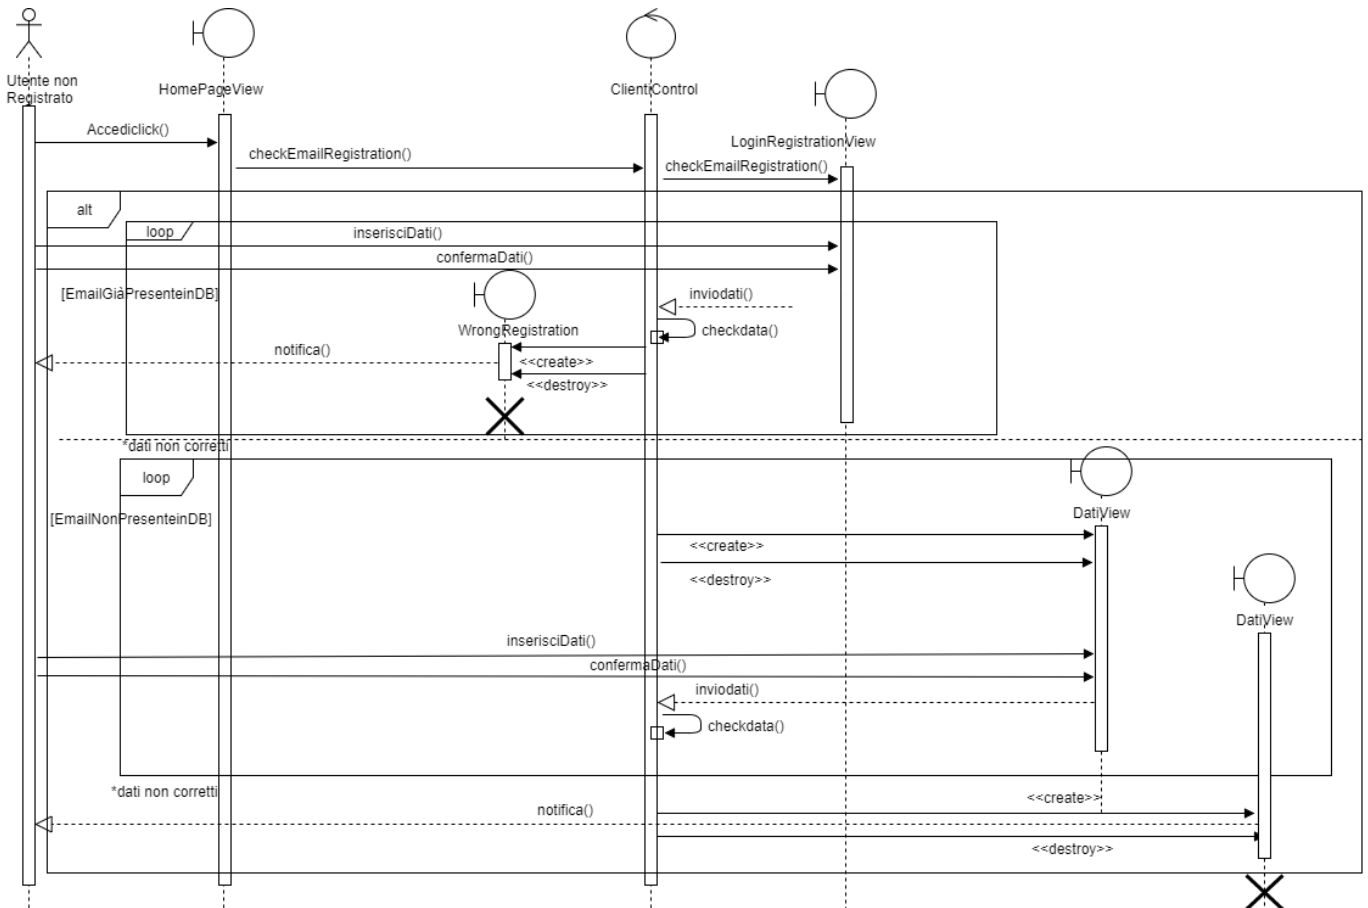 Utente non
Registrato
HomePageView
ClientControl
LoginRegistrationView
Accediclick()
checkEmailRegistration()
checkEmailRegistration()
alt
loop
inserisciDati()
confermaDati()
[EmailGiàPresenteinDB]
inviodati()
WrongRegistration
checkdata()
notifica()
<<create>>
<<destroy>>
*dati non corretti
loop
[EmailNonPresenteinDB]
DatiView
<<create>>
<<destroy>>
DatiView
inserisciDati()
confermaDati()
inviodati()
checkdata()
*dati non corretti
<<create>>
notifica()
<<destroy>>